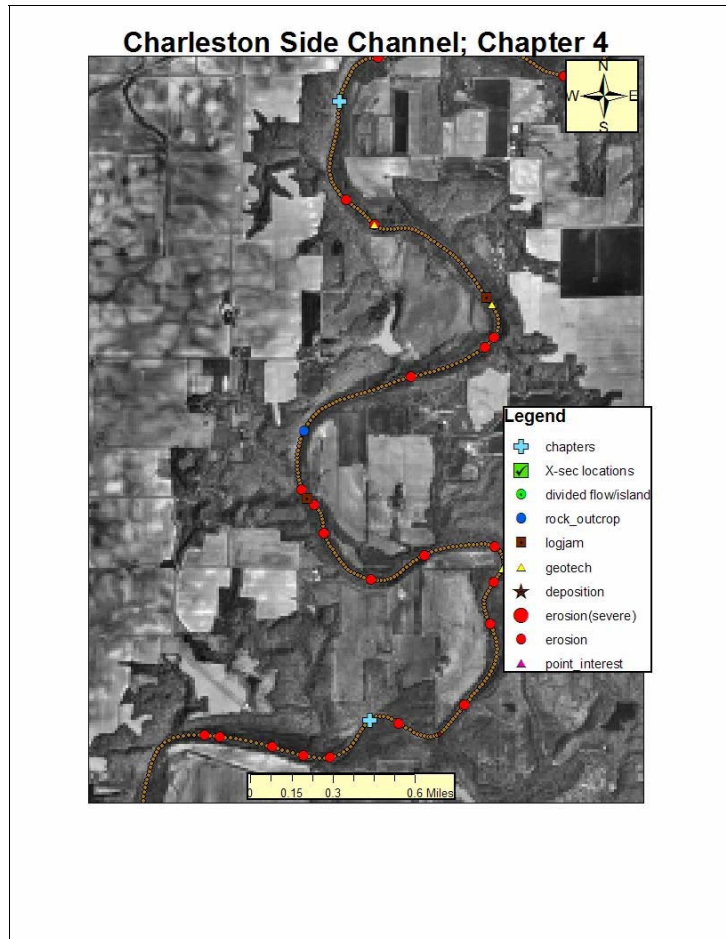 Charleston Side Channel; Chapter 4
N
W E
S
Legend
chapters
X-sec locations
divided flow/island
rock_outcrop
logjam
geotech
deposition
erosion(severe)
erosion
point_interest
0 0.15 0.3 0.6 Miles